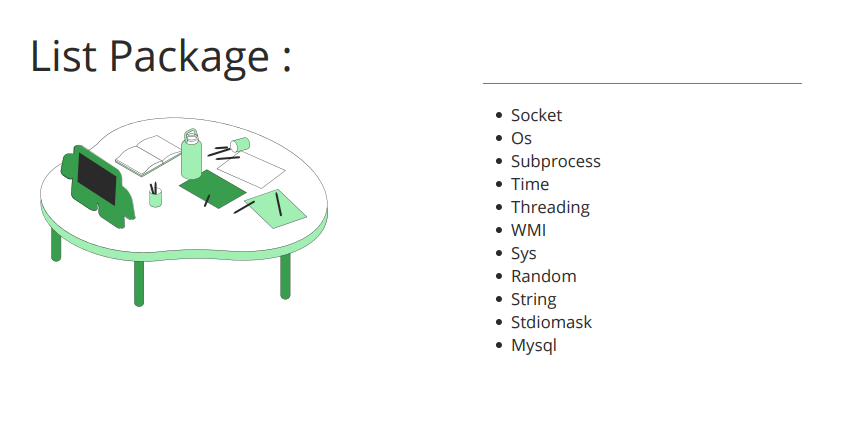 List Package :
• Socket
• Os
• Subprocess
• Time
• Threading
• WMI
• Sys
• Random
• String
• Stdiomask
• Mysql